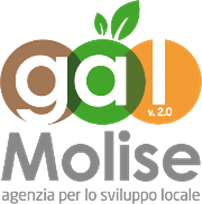 gal
v. 2.0
Molise
agenzia per lo sviluppo locale